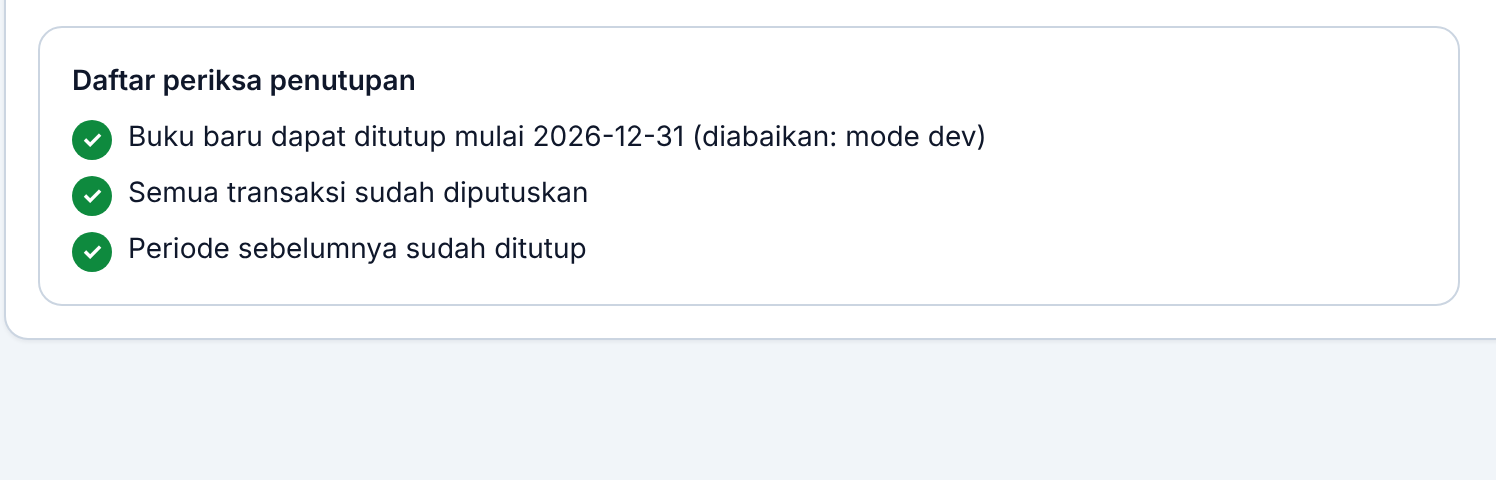 Daftar periksa penutupan
Buku baru dapat ditutup mulai 2026-12-31 (diabaikan: mode dev)
Semua transaksi sudah diputuskan
Periode sebelumnya sudah ditutup